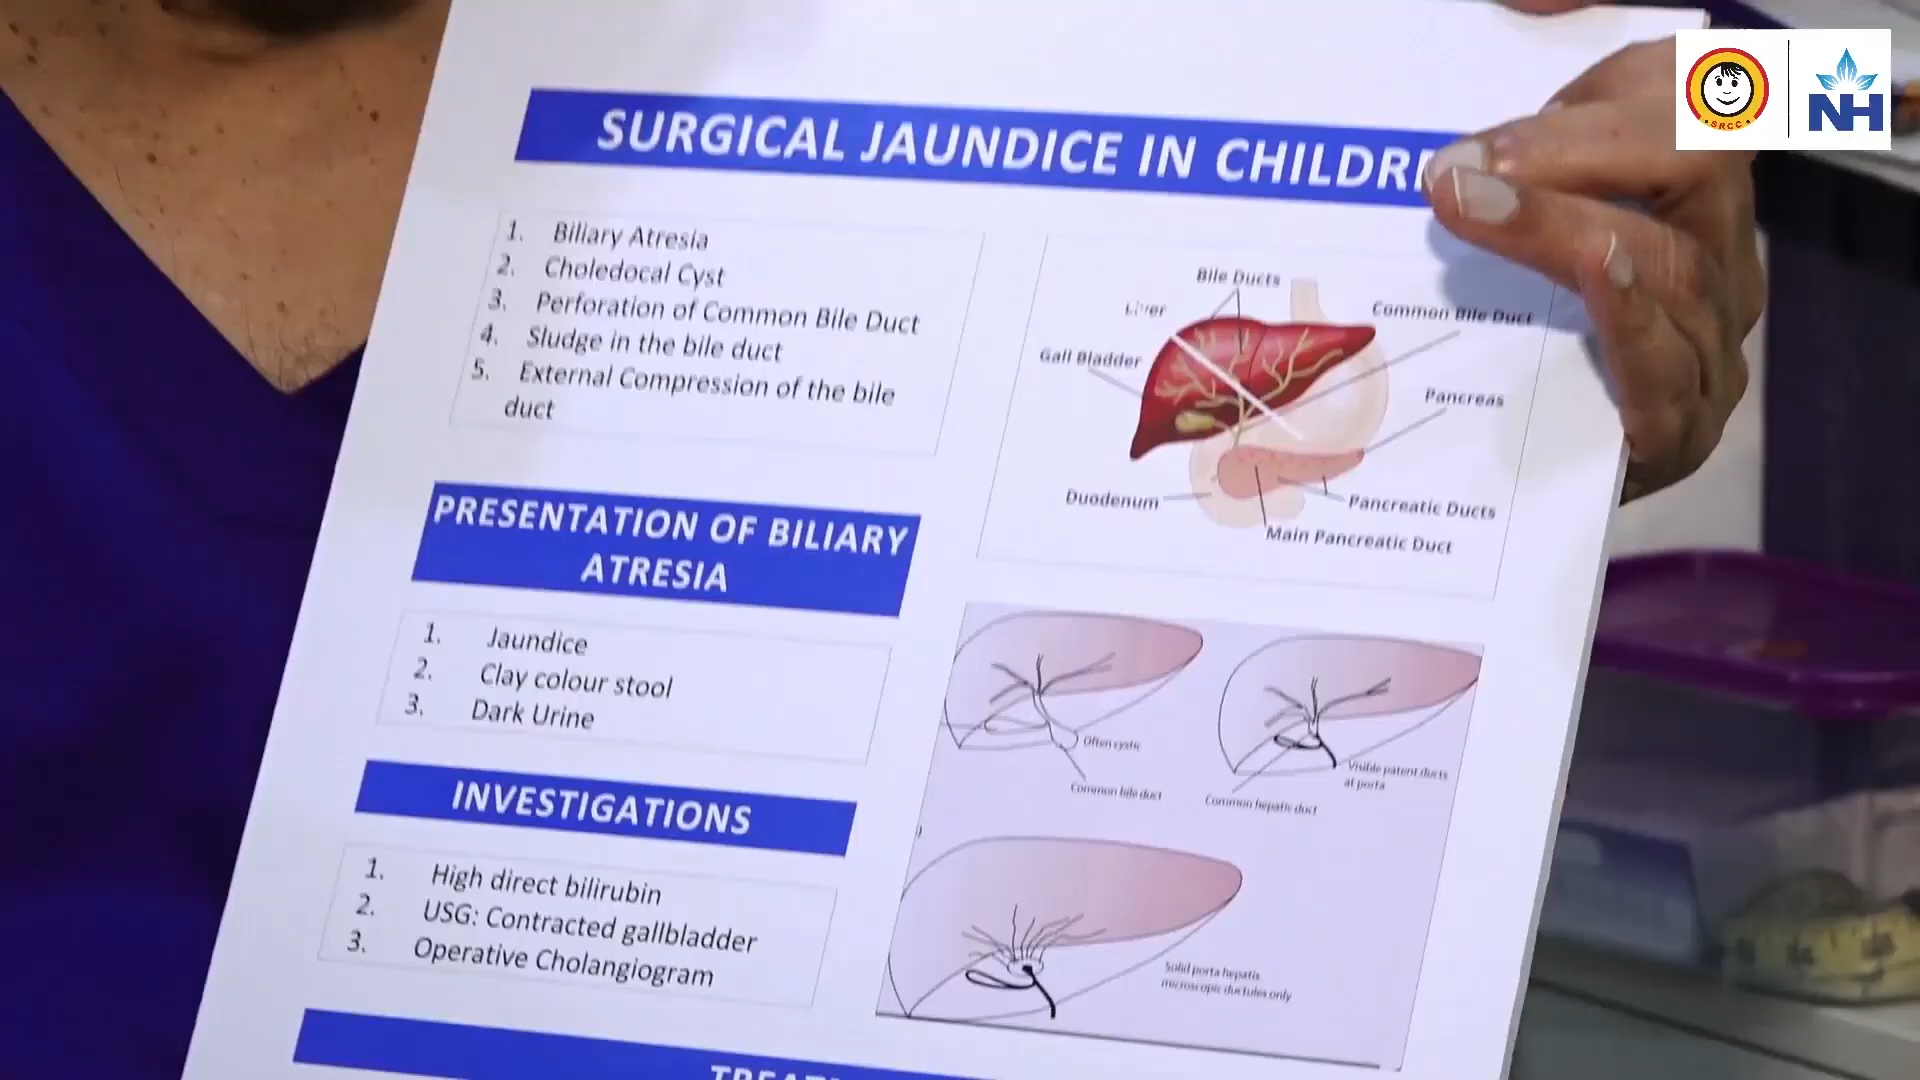 SRCC
NH
SURGICAL JAUNDICE IN
1. Biliary Atresia
2. Choledocal Cyst
3. Perforation of Common Bile Duct
4. Sludge in the bile duct
5. External Compression of the bile
duct
Bile Ducts
Liver
Common Bile Duct
Gall Bladder
Pancreas
Duodenum
Pancreatic Ducts
Main Pancreatic Duct
PRESENTATION OF BILIARY
ATRESIA
1. Jaundice
2. Clay colour stool
3. Dark Urine
Often cystic
Common bile duct
Visible patent ducts
at porta
Common hepatic duct
INVESTIGATIONS
1. High direct bilirubin
2. USG: Contracted gallbladder
3. Operative Cholangiogram
Solid porta hepatis
microscopic ductules only